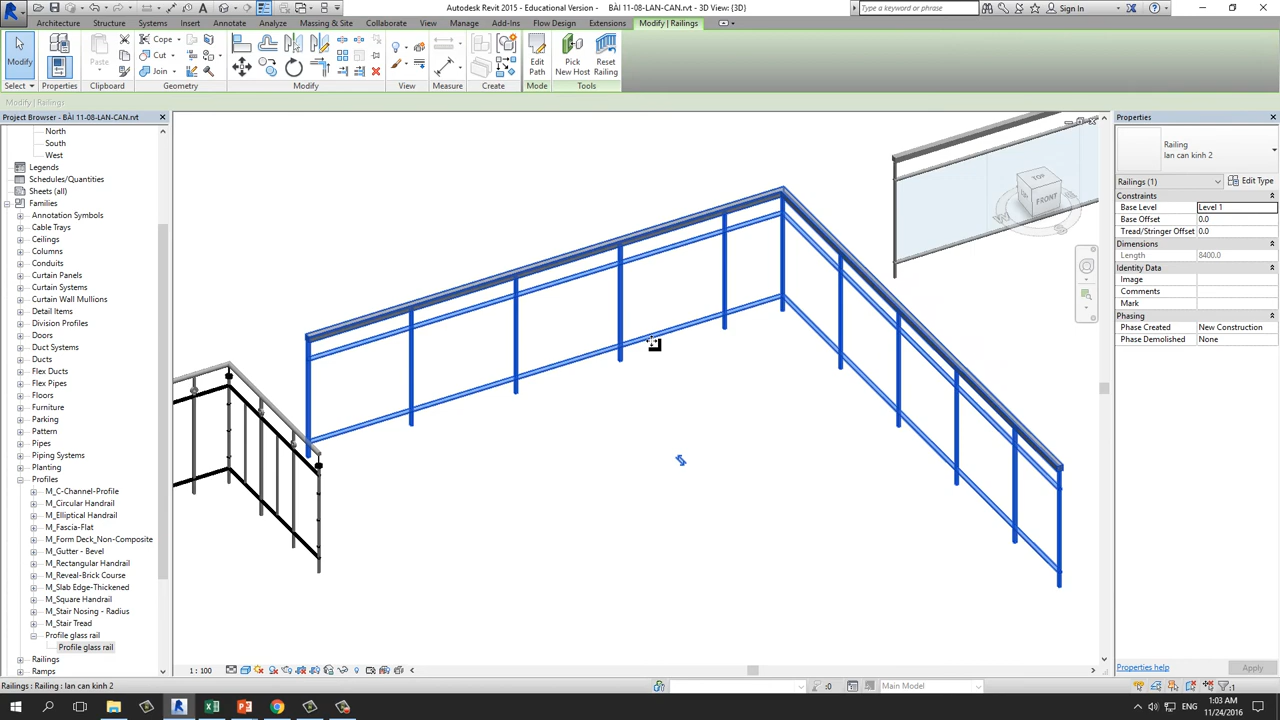 Autodesk Revit 2015 - Educational Version - BÀI 11-08-LAN-CAN.rvt - 3D View: {3D}
Type a keyword or phrase
Sign In
Architecture Structure Systems Insert Annotate Analyze Massing & Site Collaborate View Manage Add-Ins Flow Design Extensions Modify | Railings
Modify
Paste
Cope
Cut
Join
Edit Path
Pick New Host
Reset Railing
Select Properties Clipboard Geometry Modify View Measure Create Mode Tools
Modify | Railings
Project Browser - BÀI 11-08-LAN-CAN.rvt
North
South
West
Legends
Schedules/Quantities
Sheets (all)
Families
Annotation Symbols
Cable Trays
Ceilings
Columns
Conduits
Curtain Panels
Curtain Systems
Curtain Wall Mullions
Detail Items
Division Profiles
Doors
Duct Systems
Ducts
Flex Ducts
Flex Pipes
Floors
Furniture
Parking
Pattern
Pipes
Piping Systems
Planting
Profiles
M_C-Channel-Profile
M_Circular Handrail
M_Elliptical Handrail
M_Fascia-Flat
M_Form Deck_Non-Composite
M_Gutter - Bevel
M_Rectangular Handrail
M_Reveal-Brick Course
M_Slab Edge-Thickened
M_Square Handrail
M_Stair Nosing - Radius
M_Stair Tread
Profile glass rail
Profile glass rail
Railings
Ramps
TOP
FRONT
Properties
Railing
lan can kinh 2
Railings (1)
Edit Type
Constraints
Base Level Level 1
Base Offset 0.0
Tread/Stringer Offset 0.0
Dimensions
Length 8400.0
Identity Data
Image
Comments
Mark
Phasing
Phase Created New Construction
Phase Demolished None
Properties help
Apply
1 : 100
Railings : Railing : lan can kinh 2
:0
Main Model
:1
1:03 AM
11/24/2016